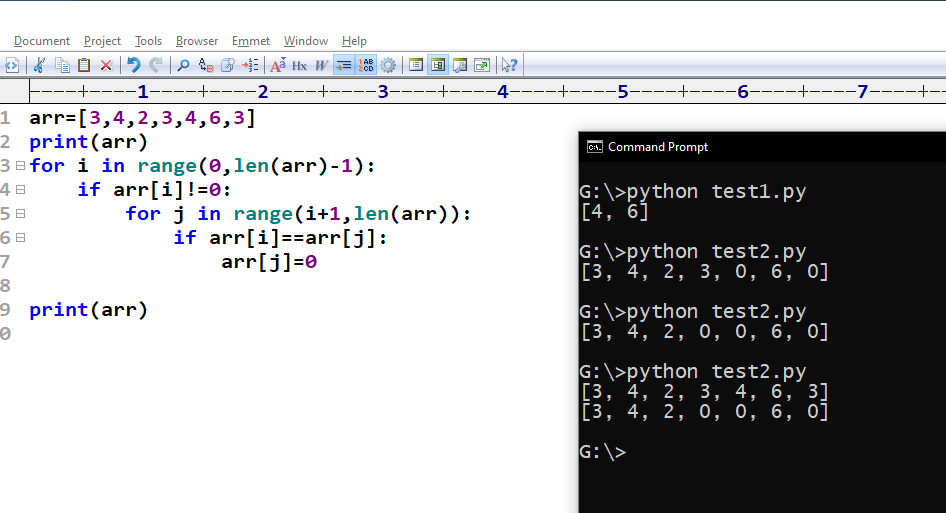 Document Project Tools Browser Emmet Window Help
1 2 3 4 5 6 7
1 arr=[3,4,2,3,4,6,3]
2 print(arr)
3 for i in range(0,len(arr)-1):
4 if arr[i]!=0:
5 for j in range(i+1,len(arr)):
6 if arr[i]==arr[j]:
7 arr[j]=0
8
9 print(arr)
0
Command Prompt
G:\>python test1.py
[4, 6]
G:\>python test2.py
[3, 4, 2, 3, 0, 6, 0]
G:\>python test2.py
[3, 4, 2, 0, 0, 6, 0]
G:\>python test2.py
[3, 4, 2, 3, 4, 6, 3]
[3, 4, 2, 0, 0, 6, 0]
G:\>